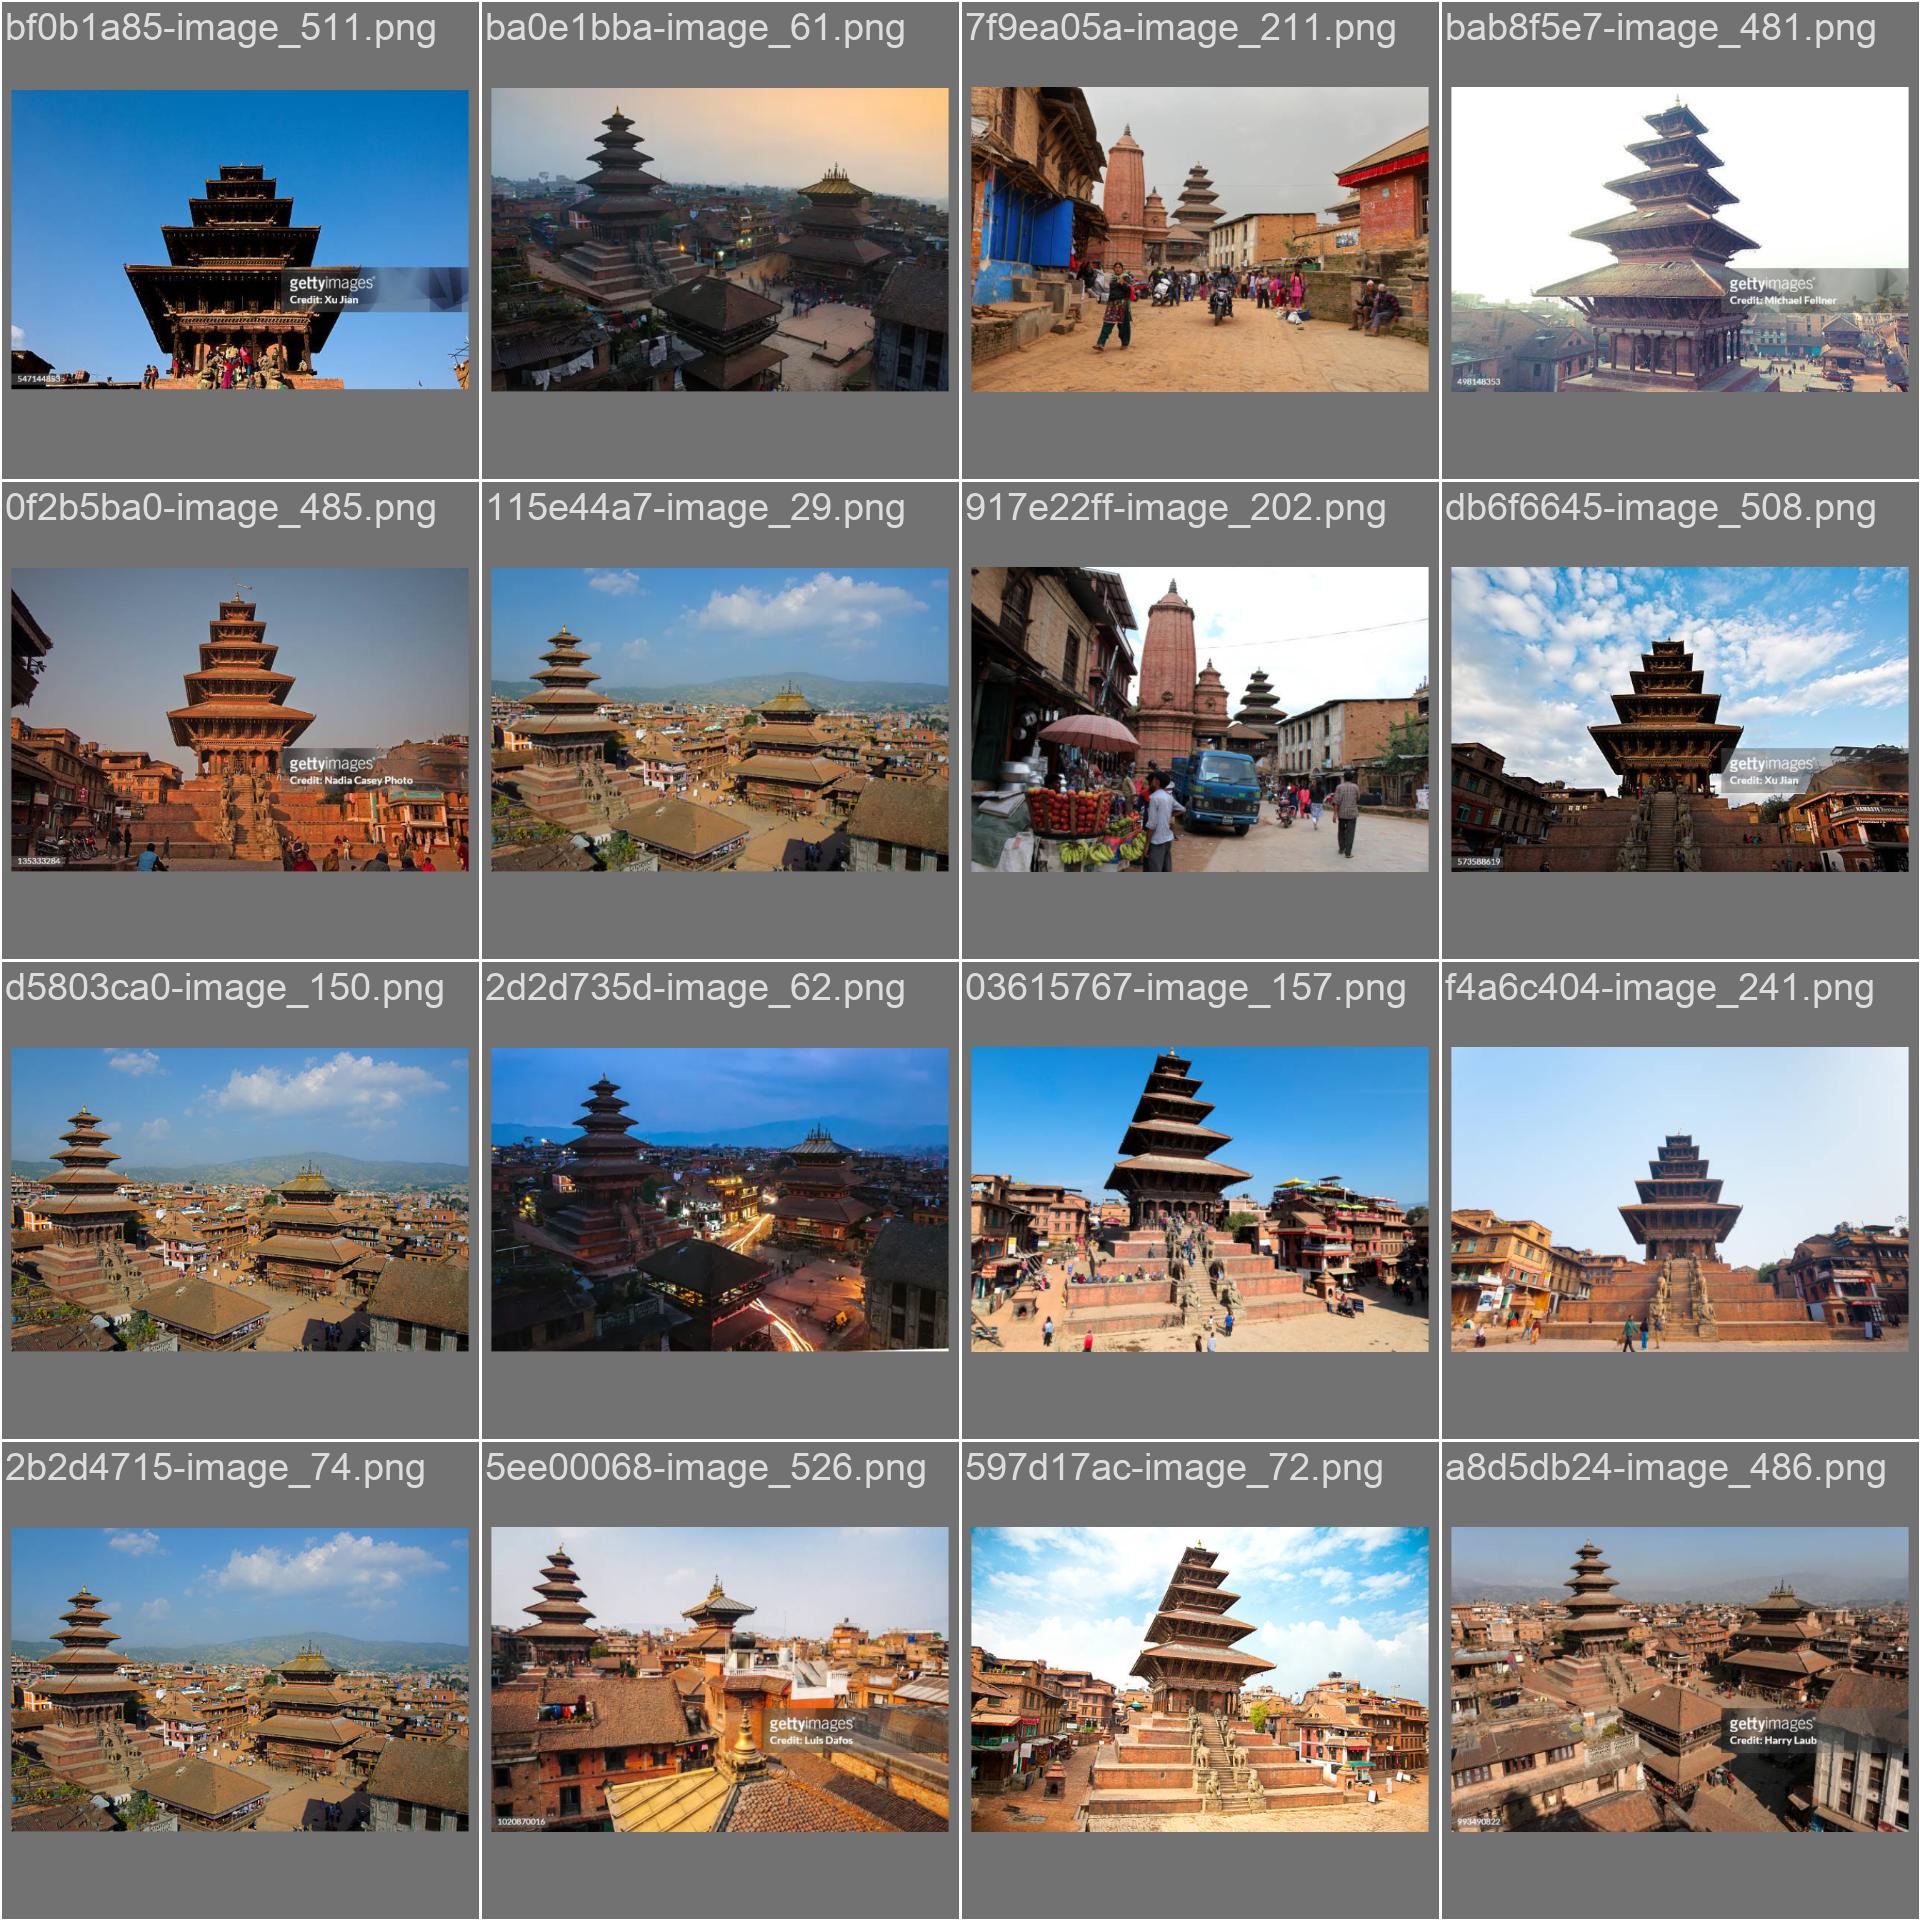 bf0b1a85-image_511.png
ba0e1bba-image_61.png
7f9ea05a-image_211.png
bab8f5e7-image_481.png
gettyimages®
Credit: Xu Jian
547144853
gettyimages®
Credit: Michael Fellner
498148353
0f2b5ba0-image_485.png
115e44a7-image_29.png
917e22ff-image_202.png
db6f6645-image_508.png
gettyimages®
Credit: Nadia Casey Photo
135333284
gettyimages®
Credit: Xu Jian
573588619
d5803ca0-image_150.png
2d2d735d-image_62.png
03615767-image_157.png
f4a6c404-image_241.png
2b2d4715-image_74.png
5ee00068-image_526.png
597d17ac-image_72.png
a8d5db24-image_486.png
gettyimages®
Credit: Luis Dafos
1020870016
gettyimages®
Credit: Harry Laub
993490822